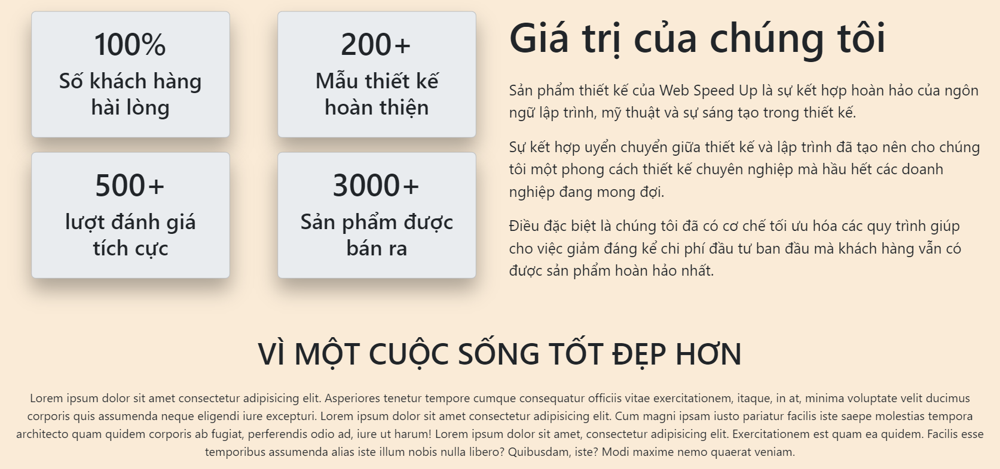 100%
Số khách hàng
hài lòng
200+
Mẫu thiết kế
hoàn thiện
500+
lượt đánh giá
tích cực
3000+
Sản phẩm được
bán ra
Giá trị của chúng tôi
Sản phẩm thiết kế của Web Speed Up là sự kết hợp hoàn hảo của ngôn
ngữ lập trình, mỹ thuật và sự sáng tạo trong thiết kế.
Sự kết hợp uyển chuyển giữa thiết kế và lập trình đã tạo nên cho chúng
tôi một phong cách thiết kế chuyên nghiệp mà hầu hết các doanh
nghiệp đang mong đợi.
Điều đặc biệt là chúng tôi đã có cơ chế tối ưu hóa các quy trình giúp
cho việc giảm đáng kể chi phí đầu tư ban đầu mà khách hàng vẫn có
được sản phẩm hoàn hảo nhất.
VÌ MỘT CUỘC SỐNG TỐT ĐẸP HƠN
Lorem ipsum dolor sit amet consectetur adipisicing elit. Asperiores tenetur tempore cumque consequatur officiis vitae exercitationem, itaque, in at, minima voluptate velit ducimus
corporis quis assumenda neque eligendi iure excepturi. Lorem ipsum dolor sit amet consectetur adipisicing elit. Cum magni ipsam iusto pariatur facilis iste saepe molestias tempora
architecto quam quidem corporis ab fugiat, perferendis odio ad, iure ut harum! Lorem ipsum dolor sit amet, consectetur adipisicing elit. Exercitationem est quam ea quidem. Facilis esse
temporibus assumenda alias iste illum nobis nulla libero? Quibusdam, iste? Modi maxime nemo quaerat veniam.